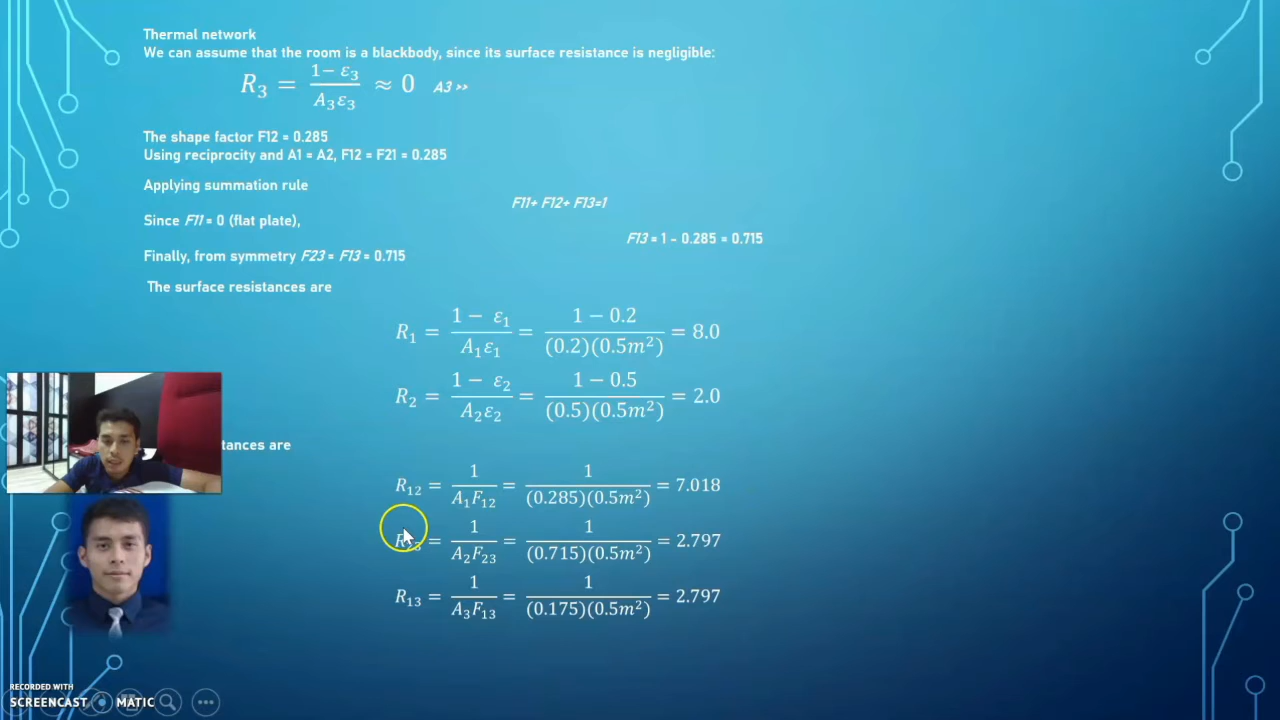 Thermal network
We can assume that the room is a blackbody, since its surface resistance is negligible:
R₃ = (1− ε₃)/(A₃ε₃) ≈ 0 A3 >>
The shape factor F12 = 0.285
Using reciprocity and A1 = A2, F12 = F21 = 0.285
Applying summation rule
F11+ F12+ F13=1
Since F11 = 0 (flat plate),
F13 = 1 - 0.285 = 0.715
Finally, from symmetry F23 = F13 = 0.715
The surface resistances are
R₁ = (1− ε₁)/(A₁ε₁) = (1 − 0.2)/((0.2)(0.5m²)) = 8.0
R₂ = (1− ε₂)/(A₂ε₂) = (1 − 0.5)/((0.5)(0.5m²)) = 2.0
tances are
R₁₂ = 1/(A₁F₁₂) = 1/((0.285)(0.5m²)) = 7.018
R₂₃ = 1/(A₂F₂₃) = 1/((0.715)(0.5m²)) = 2.797
R₁₃ = 1/(A₃F₁₃) = 1/((0.175)(0.5m²)) = 2.797
RECORDED WITH
SCREENCAST MATIC